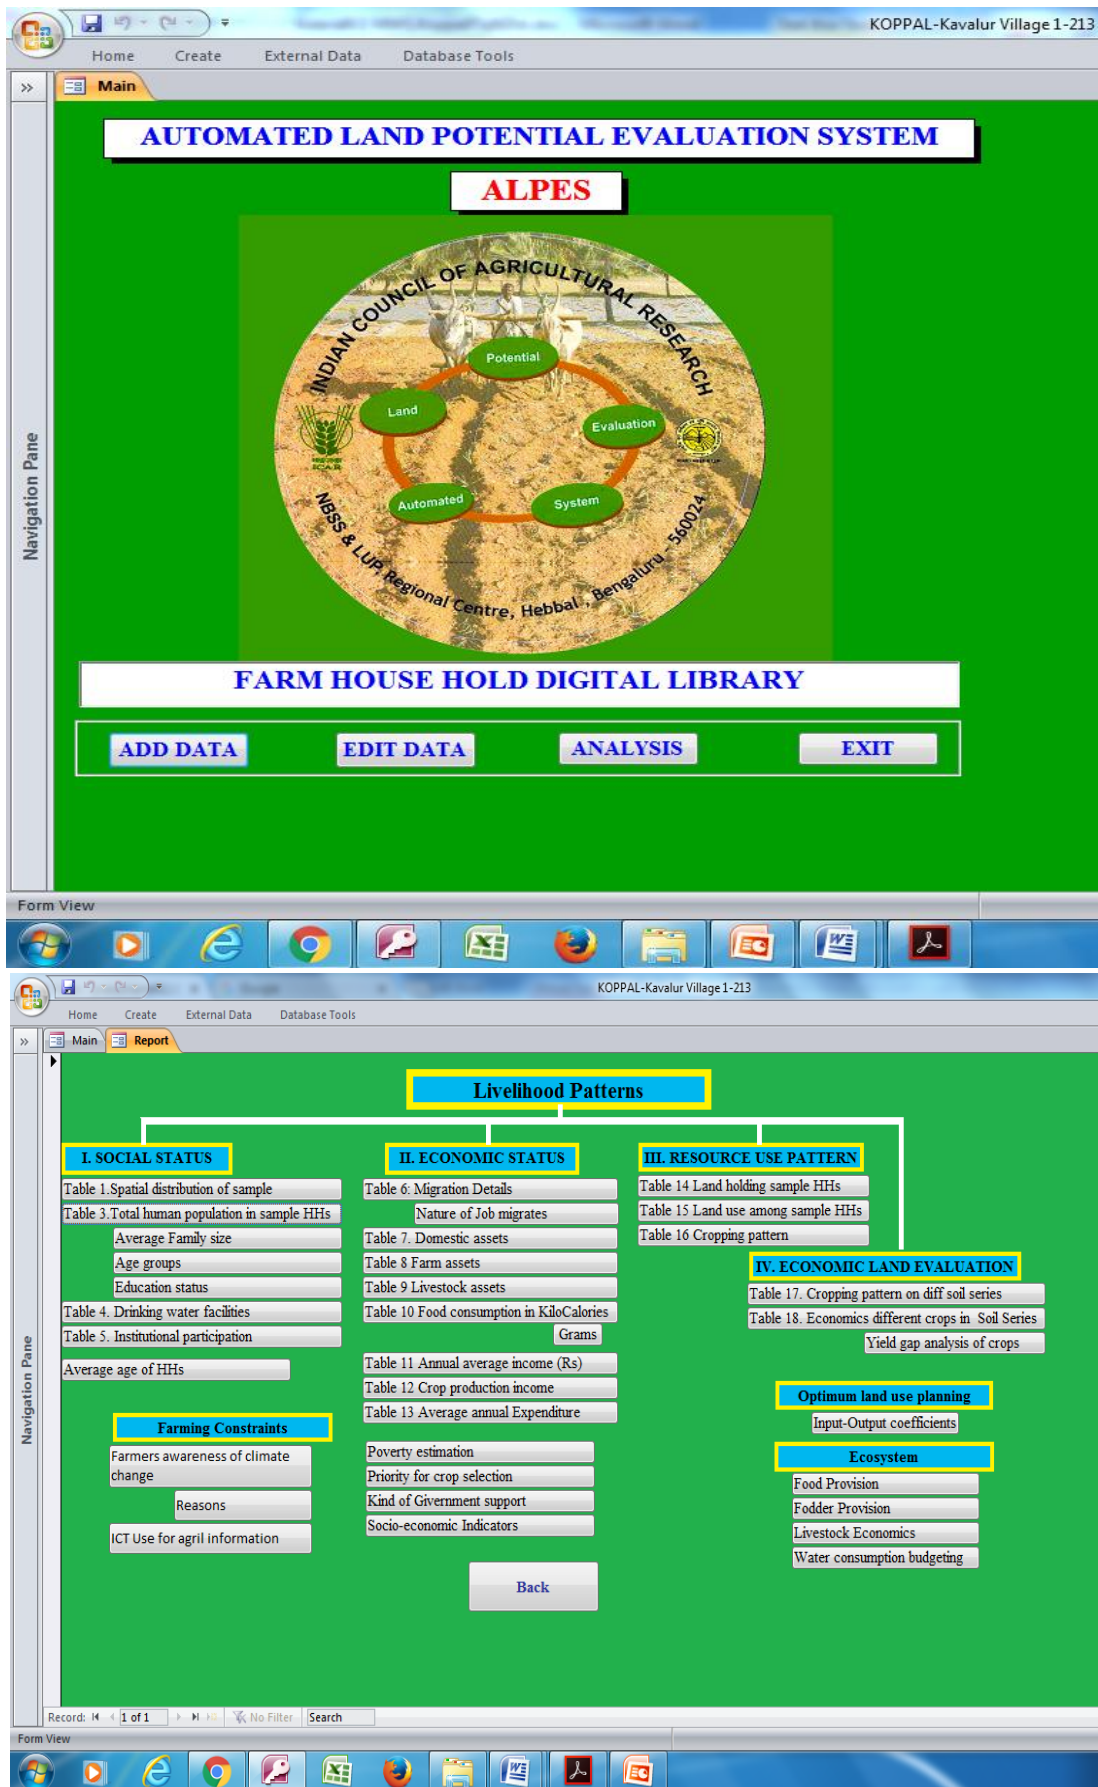 KOPPAL-Kavalur Village 1-213
Home Create External Data Database Tools
Main
AUTOMATED LAND POTENTIAL EVALUATION SYSTEM
ALPES
INDIAN COUNCIL OF AGRICULTURAL RESEARCH
Potential
Land
Evaluation
ICAR
Automated
System
NBSS & LUP, Regional Centre, Hebbal, Bengaluru - 560024
Navigation Pane
FARM HOUSE HOLD DIGITAL LIBRARY
ADD DATA EDIT DATA ANALYSIS EXIT
Form View
KOPPAL-Kavalur Village 1-213
Home Create External Data Database Tools
Main Report
Livelihood Patterns
I. SOCIAL STATUS
Table 1.Spatial distribution of sample
Table 3.Total human population in sample HHs
Average Family size
Age groups
Education status
Table 4. Drinking water facilities
Table 5. Institutional participation
Average age of HHs
Farming Constraints
Farmers awareness of climate
change
Reasons
ICT Use for agril information
II. ECONOMIC STATUS
Table 6: Migration Details
Nature of Job migrates
Table 7. Domestic assets
Table 8 Farm assets
Table 9 Livestock assets
Table 10 Food consumption in KiloCalories
Grams
Table 11 Annual average income (Rs)
Table 12 Crop production income
Table 13 Average annual Expenditure
Poverty estimation
Priority for crop selection
Kind of Givernment support
Socio-economic Indicators
Back
III. RESOURCE USE PATTERN
Table 14 Land holding sample HHs
Table 15 Land use among sample HHs
Table 16 Cropping pattern
IV. ECONOMIC LAND EVALUATION
Table 17. Cropping pattern on diff soil series
Table 18. Economics different crops in Soil Series
Yield gap analysis of crops
Optimum land use planning
Input-Output coefficients
Ecosystem
Food Provision
Fodder Provision
Livestock Economics
Water consumption budgeting
Navigation Pane
Record: 1 of 1 No Filter Search
Form View